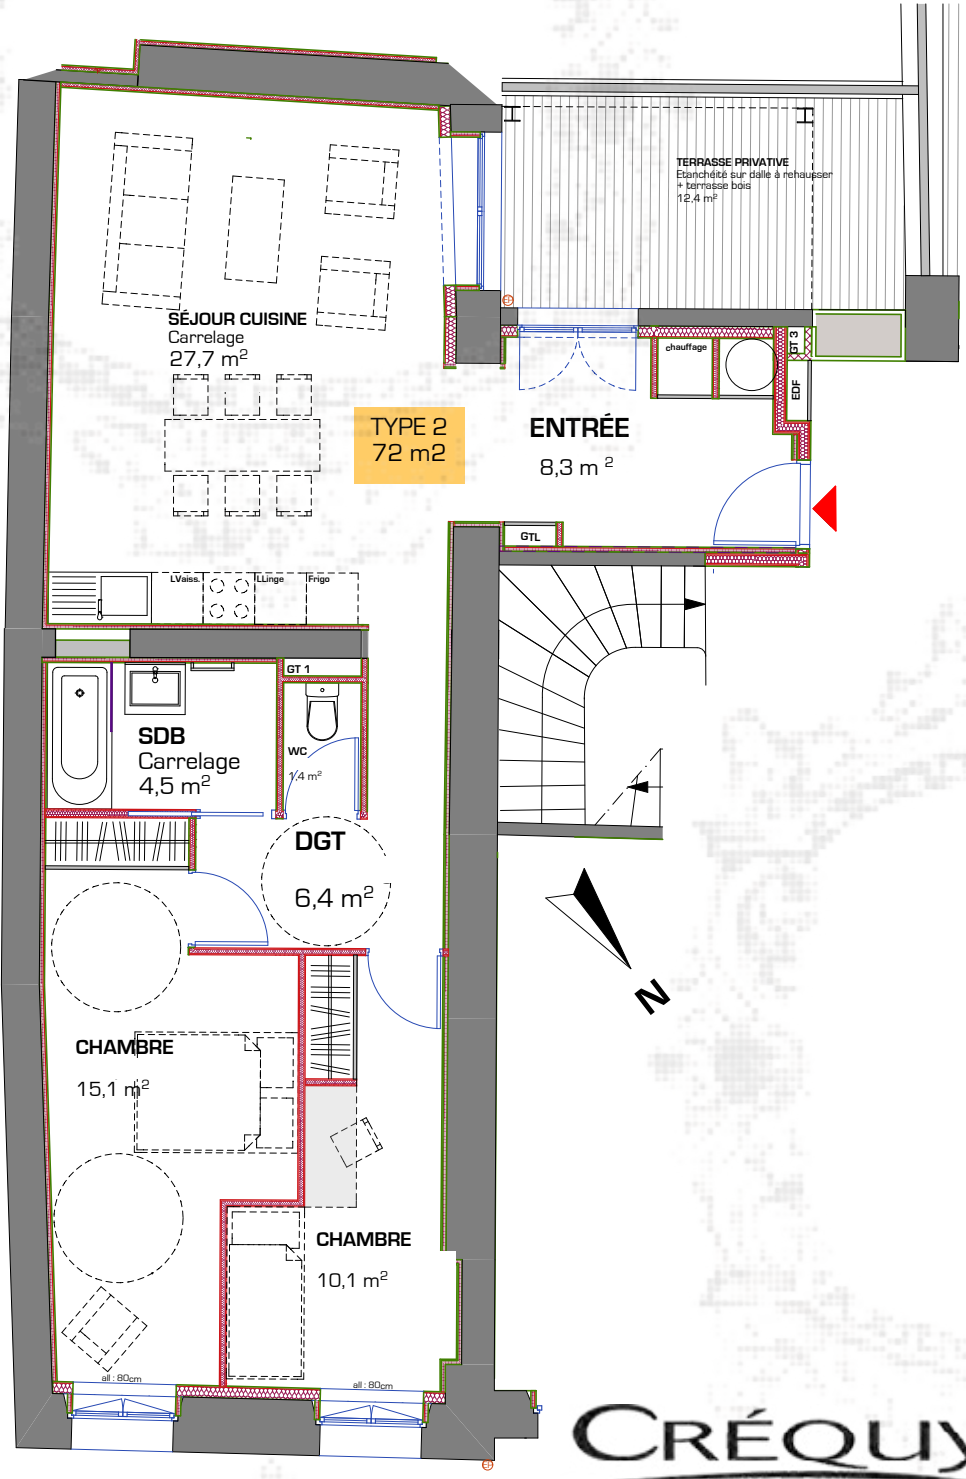 TERRASSE PRIVATIVE
Etanchéité sur dalle à rehausser
+ terrasse bois
12,4 m²
SÉJOUR CUISINE
Carrelage
27,7 m²
chauffage
GT 3
EDF
TYPE 2
72 m2
ENTRÉE
8,3 m ²
GTL
LVaiss.
LLinge
Frigo
GT 1
SDB
Carrelage
4,5 m²
WC
1,4 m²
DGT
6,4 m²
N
CHAMBRE
15,1 m²
CHAMBRE
10,1 m²
all : 80cm
all : 80cm
CRÉQUY